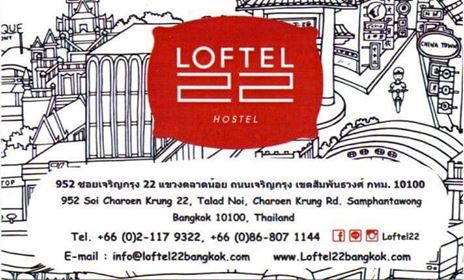 QUE
CHINA TOWN
LOFTEL
22
HOSTEL
952 ซอยเจริญกรุง 22 แขวงตลาดน้อย ถนนเจริญกรุง เขตสัมพันธวงศ์ กทม. 10100
952 Soi Charoen Krung 22, Talad Noi, Charoen Krung Rd. Samphantawong
Bangkok 10100, Thailand
Tel. +66 (0)2-117 9322, +66 (0)86-807 1144 Loftel22
E-mail : info@loftel22bangkok.com www.Loftel22bangkok.com